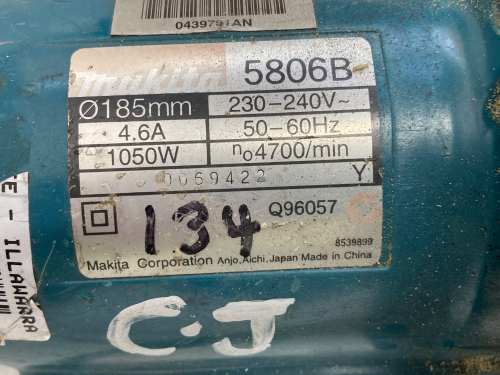 0439791AN
makita 5806B
Ø185mm 230-240V~
4.6A 50-60Hz
1050W n₀4700/min
0069422 Y
134 Q96057
8539899
Makita Corporation Anjo, Aichi, Japan Made in China
C.J
E - ILLAWARRA